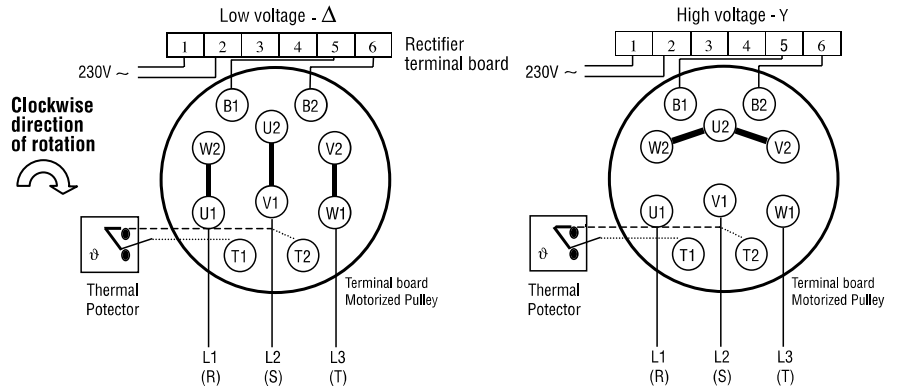 Low voltage - Δ
1 2 3 4 5 6
Rectifier
terminal board
230V ~
B1 B2
Clockwise
direction
of rotation
W2 U2 V2
U1 V1 W1
T1 T2
ϑ
Thermal
Potector
Terminal board
Motorized Pulley
L1 L2 L3
(R) (S) (T)
High voltage - Y
1 2 3 4 5 6
230V ~
B1 B2
W2 U2 V2
U1 V1 W1
T1 T2
ϑ
Thermal
Potector
Terminal board
Motorized Pulley
L1 L2 L3
(R) (S) (T)